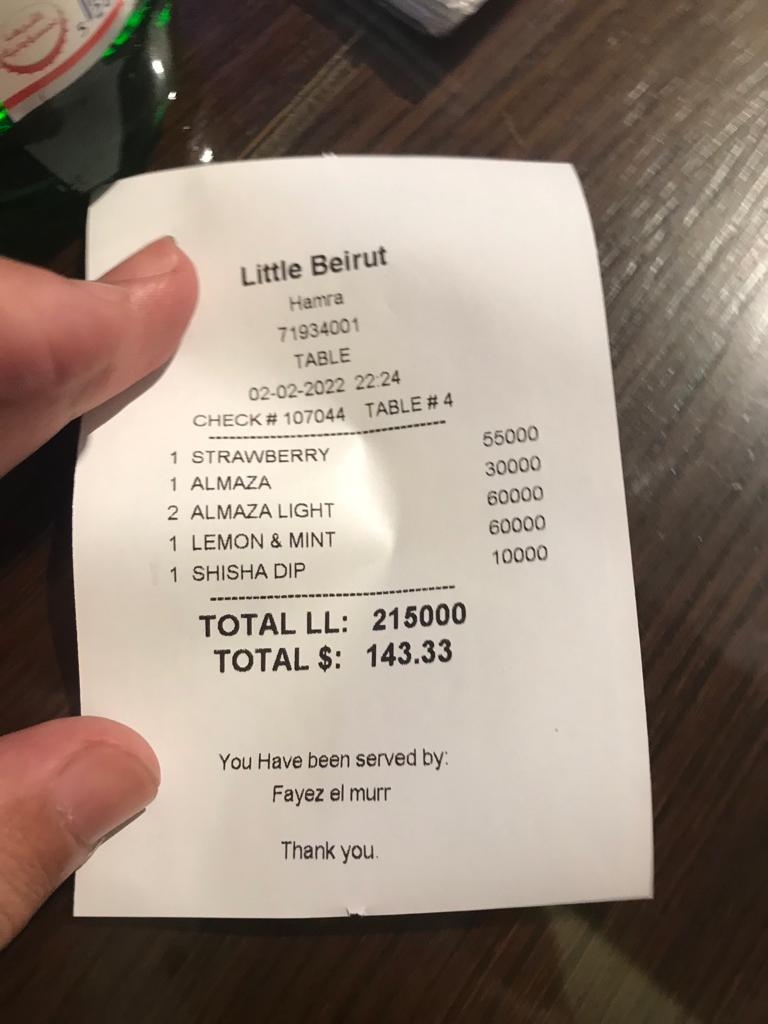 Little Beirut
Hamra
71934001
TABLE
02-02-2022 22:24
CHECK # 107044 TABLE # 4
1 STRAWBERRY 55000
1 ALMAZA 30000
2 ALMAZA LIGHT 60000
1 LEMON & MINT 60000
1 SHISHA DIP 10000
TOTAL LL: 215000
TOTAL $: 143.33
You Have been served by:
Fayez el murr
Thank you.